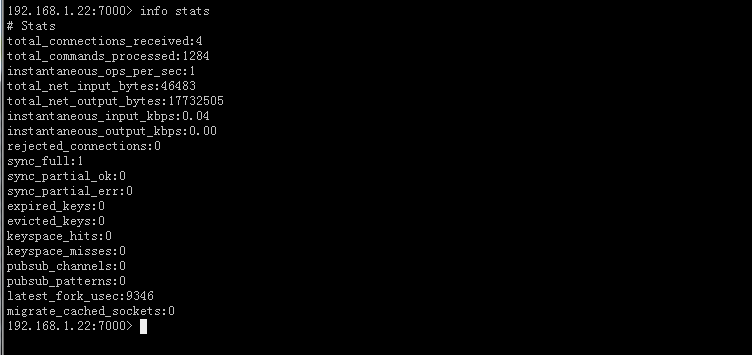 192.168.1.22:7000> info stats
# Stats
total_connections_received:4
total_commands_processed:1284
instantaneous_ops_per_sec:1
total_net_input_bytes:46483
total_net_output_bytes:17732505
instantaneous_input_kbps:0.04
instantaneous_output_kbps:0.00
rejected_connections:0
sync_full:1
sync_partial_ok:0
sync_partial_err:0
expired_keys:0
evicted_keys:0
keyspace_hits:0
keyspace_misses:0
pubsub_channels:0
pubsub_patterns:0
latest_fork_usec:9346
migrate_cached_sockets:0
192.168.1.22:7000>